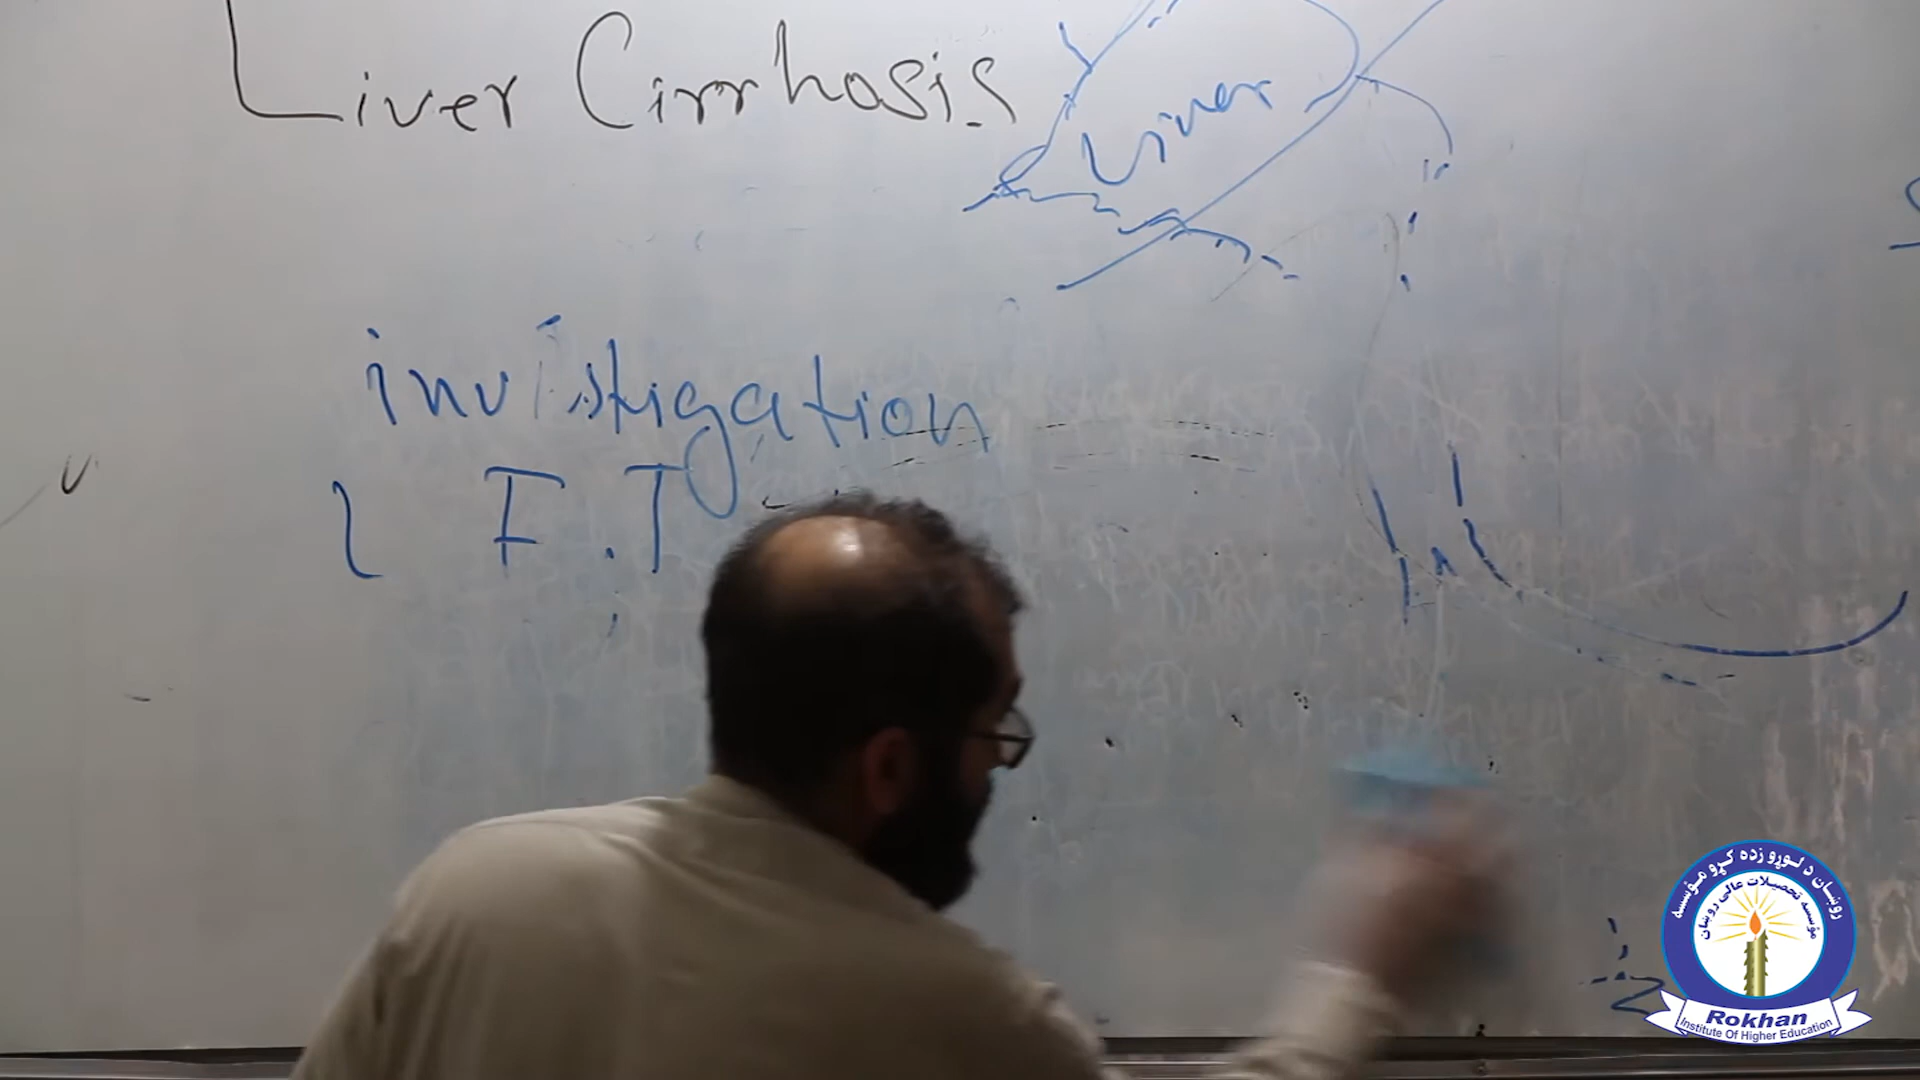 Liver Cirrhosis
Liver
invistigation
L F.T
روښان د لوړو زده کړو مؤسسه
مؤسسه تحصیلات عالی روښان
Rokhan
Institute Of Higher Education